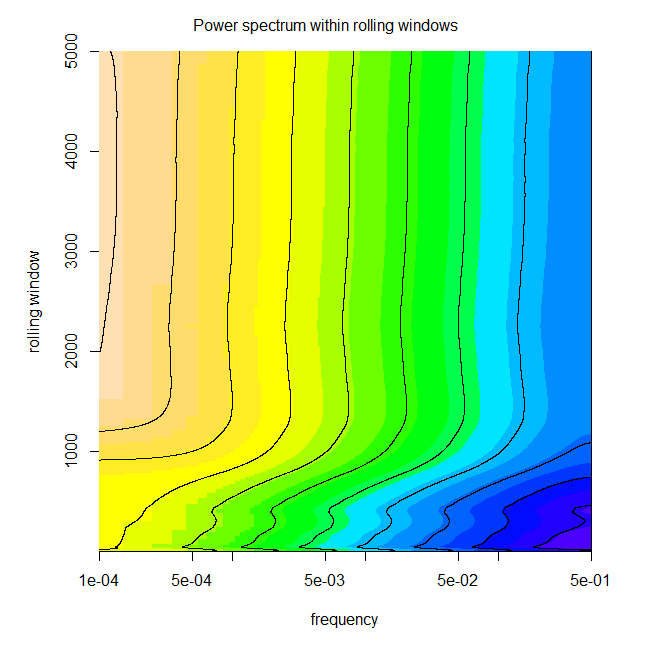 Power spectrum within rolling windows
5000
4000
3000
2000
1000
rolling window
1e-04 5e-04 5e-03 5e-02 5e-01
frequency